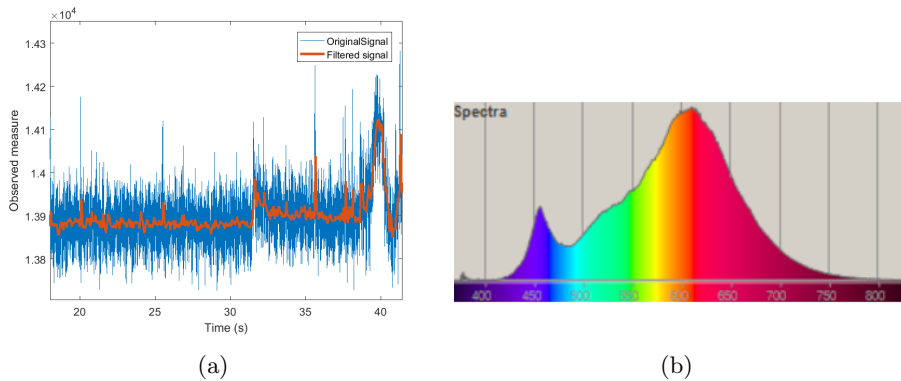 ×10⁴
1.43
1.42
1.41
1.4
1.39
1.38
Observed measure
OriginalSignal
Filtered signal
20 25 30 35 40
Time (s)
(a)
Spectra
400 450 500 550 600 650 700 750 800
(b)